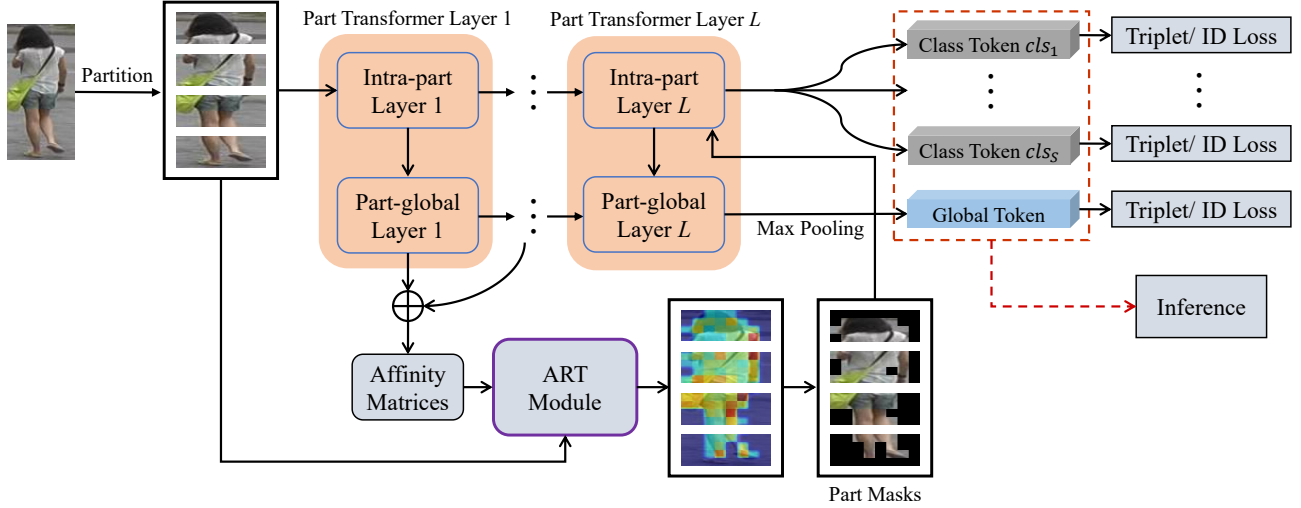 Part Transformer Layer 1
Part Transformer Layer L
Partition
Intra-part
Layer 1
Intra-part
Layer L
Class Token cls₁
Triplet/ ID Loss
Class Token clsₛ
Triplet/ ID Loss
Part-global
Layer 1
Part-global
Layer L
Max Pooling
Global Token
Triplet/ ID Loss
Inference
Affinity
Matrices
ART
Module
Part Masks